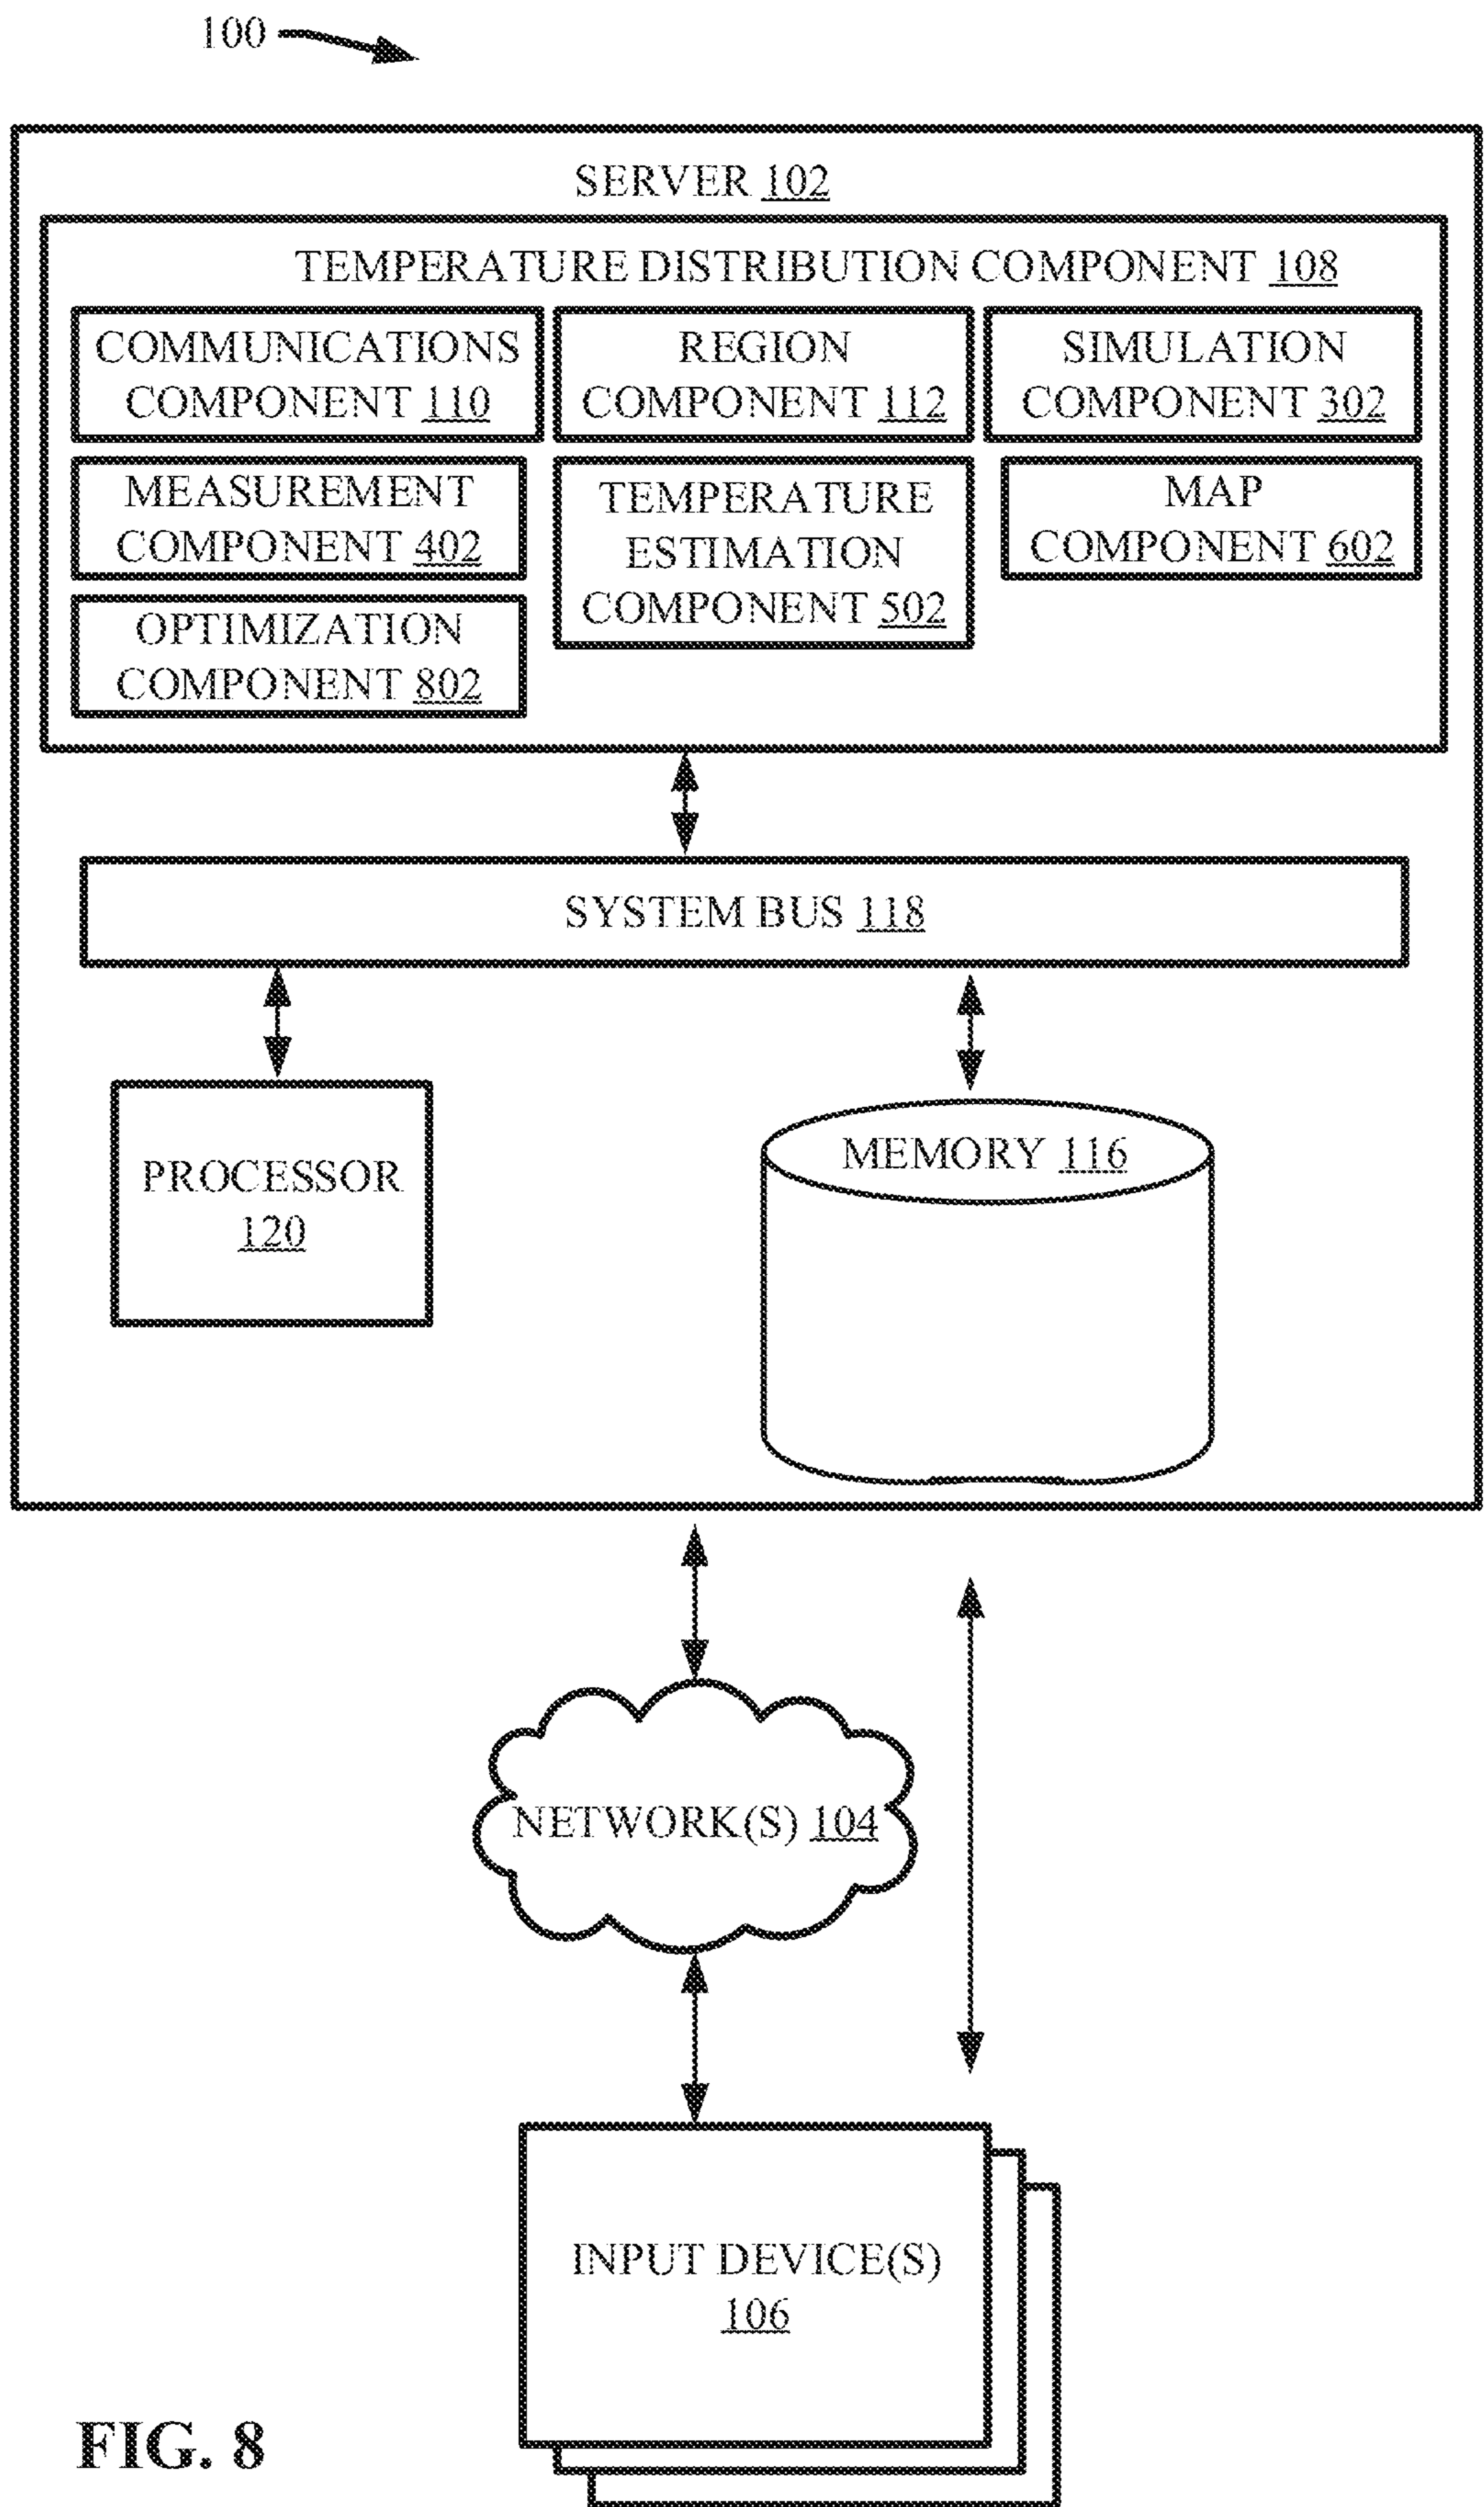 100
SERVER 102
TEMPERATURE DISTRIBUTION COMPONENT 108
COMMUNICATIONS
COMPONENT 110
REGION
COMPONENT 112
SIMULATION
COMPONENT 302
MEASUREMENT
COMPONENT 402
TEMPERATURE
ESTIMATION
COMPONENT 502
MAP
COMPONENT 602
OPTIMIZATION
COMPONENT 802
SYSTEM BUS 118
PROCESSOR
120
MEMORY 116
NETWORK(S) 104
INPUT DEVICE(S)
106
FIG. 8